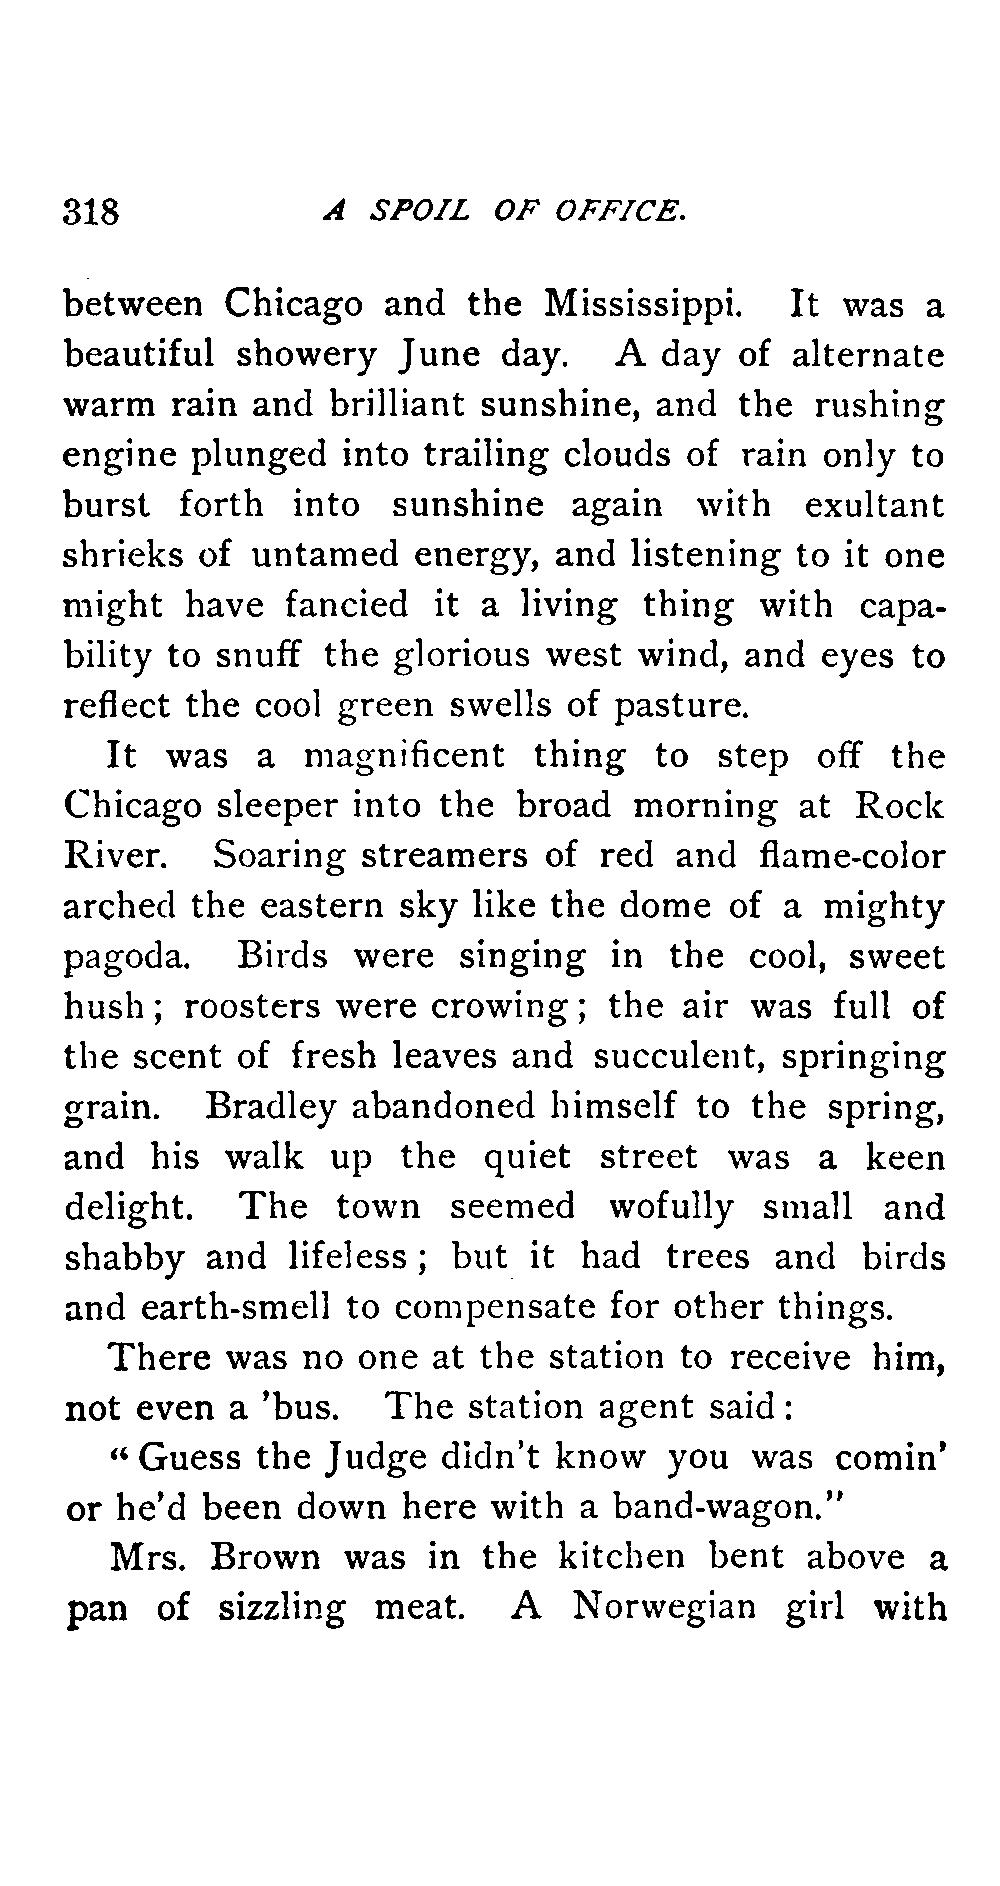 318 A SPOIL OF OFFICE.
between Chicago and the Mississippi. It was a
beautiful showery June day. A day of alternate
warm rain and brilliant sunshine, and the rushing
engine plunged into trailing clouds of rain only to
burst forth into sunshine again with exultant
shrieks of untamed energy, and listening to it one
might have fancied it a living thing with capa-
bility to snuff the glorious west wind, and eyes to
reflect the cool green swells of pasture.
It was a magnificent thing to step off the
Chicago sleeper into the broad morning at Rock
River. Soaring streamers of red and flame-color
arched the eastern sky like the dome of a mighty
pagoda. Birds were singing in the cool, sweet
hush; roosters were crowing; the air was full of
the scent of fresh leaves and succulent, springing
grain. Bradley abandoned himself to the spring,
and his walk up the quiet street was a keen
delight. The town seemed wofully small and
shabby and lifeless; but it had trees and birds
and earth-smell to compensate for other things.
There was no one at the station to receive him,
not even a 'bus. The station agent said:
"Guess the Judge didn't know you was comin'
or he'd been down here with a band-wagon."
Mrs. Brown was in the kitchen bent above a
pan of sizzling meat. A Norwegian girl with